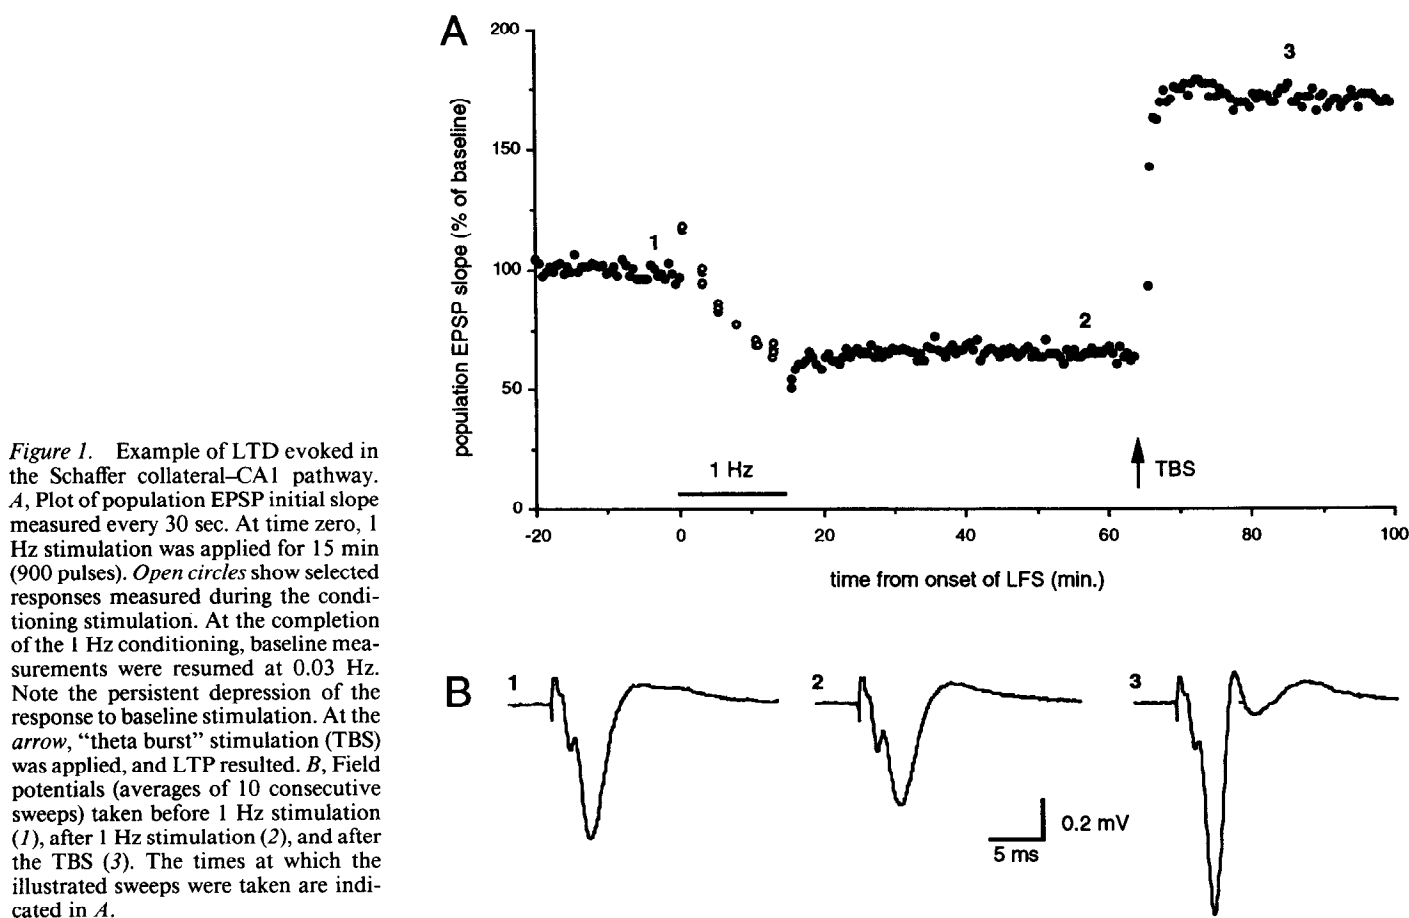 A
200
150
100
50
0
population EPSP slope (% of baseline)
1
2
3
1 Hz
TBS
-20 0 20 40 60 80 100
time from onset of LFS (min.)
Figure 1. Example of LTD evoked in
the Schaffer collateral–CA1 pathway.
A, Plot of population EPSP initial slope
measured every 30 sec. At time zero, 1
Hz stimulation was applied for 15 min
(900 pulses). Open circles show selected
responses measured during the condi-
tioning stimulation. At the completion
of the 1 Hz conditioning, baseline mea-
surements were resumed at 0.03 Hz.
Note the persistent depression of the
response to baseline stimulation. At the
arrow, “theta burst” stimulation (TBS)
was applied, and LTP resulted. B, Field
potentials (averages of 10 consecutive
sweeps) taken before 1 Hz stimulation
(1), after 1 Hz stimulation (2), and after
the TBS (3). The times at which the
illustrated sweeps were taken are indi-
cated in A.
B
1
2
3
0.2 mV
5 ms